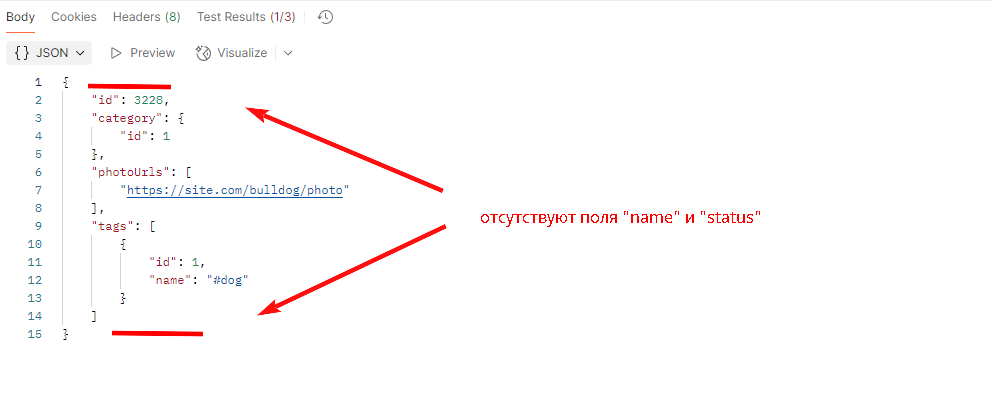 Body Cookies Headers (8) Test Results (1/3)
{} JSON Preview Visualize
1 {
2 "id": 3228,
3 "category": {
4 "id": 1
5 },
6 "photoUrls": [
7 "https://site.com/bulldog/photo"
8 ],
9 "tags": [
10 {
11 "id": 1,
12 "name": "#dog"
13 }
14 ]
15 }
отсутствуют поля "name" и "status"